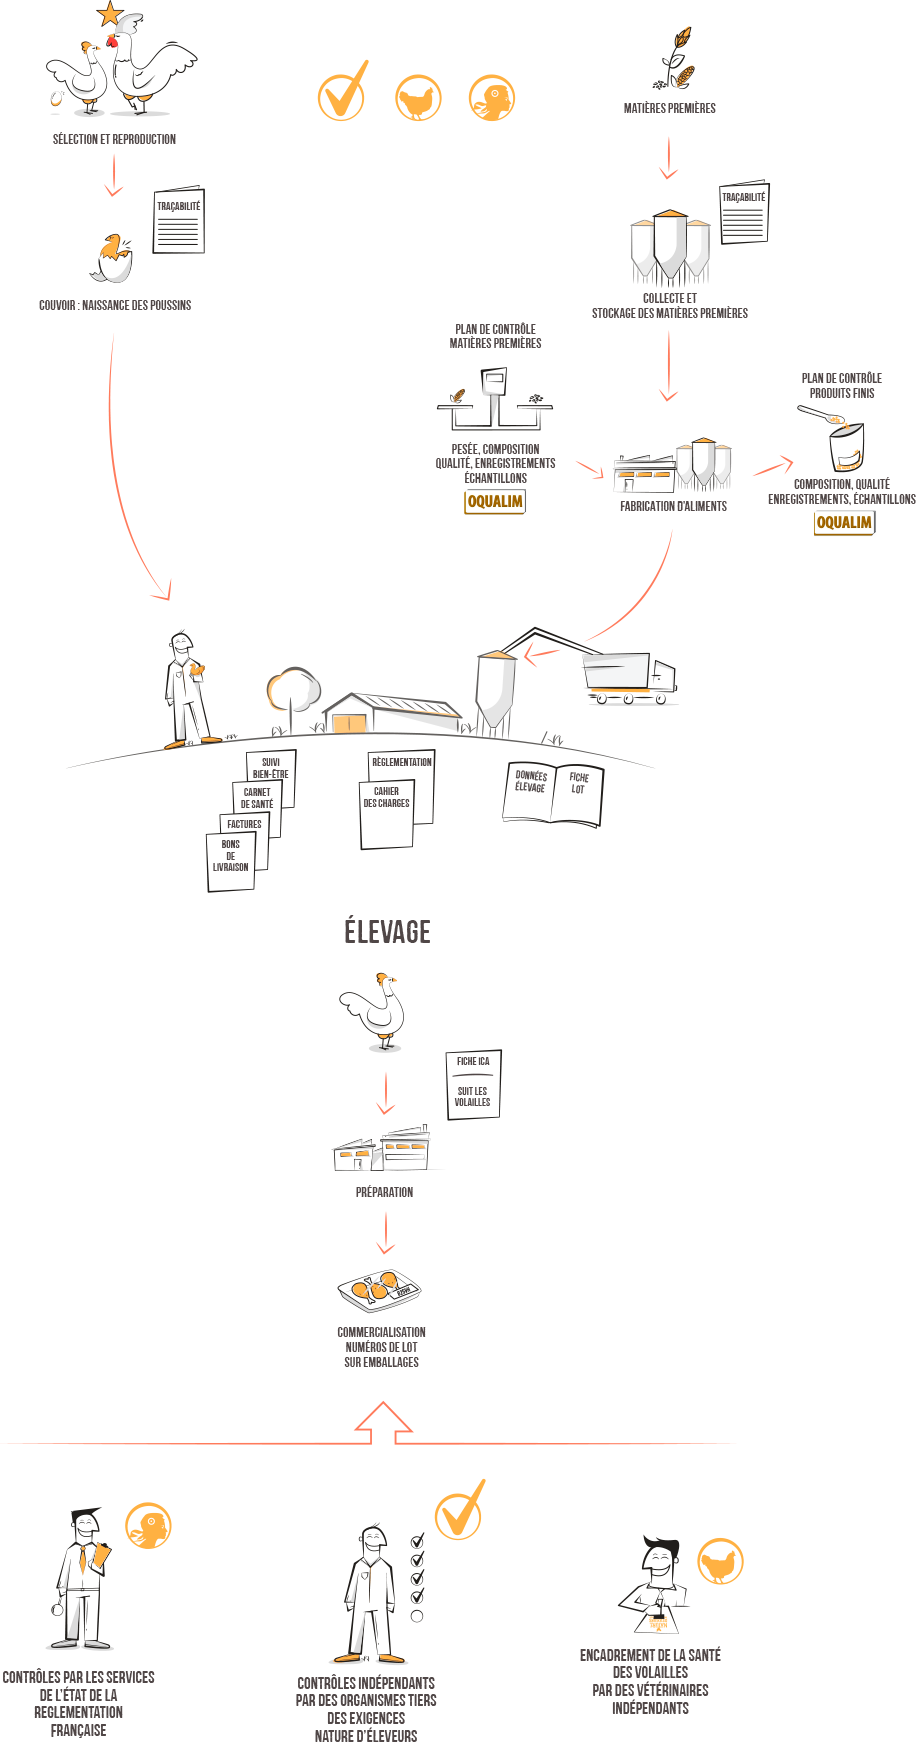 SÉLECTION ET REPRODUCTION
MATIÈRES PREMIÈRES
TRAÇABILITÉ
TRAÇABILITÉ
COUVOIR : NAISSANCE DES POUSSINS
COLLECTE ET
STOCKAGE DES MATIÈRES PREMIÈRES
PLAN DE CONTRÔLE
MATIÈRES PREMIÈRES
PLAN DE CONTRÔLE
PRODUITS FINIS
PESÉE, COMPOSITION
QUALITÉ, ENREGISTREMENTS
ÉCHANTILLONS
OQUALIM
FABRICATION D'ALIMENTS
COMPOSITION, QUALITÉ
ENREGISTREMENTS, ÉCHANTILLONS
OQUALIM
SUIVI
BIEN-ÊTRE
CARNET
DE SANTÉ
FACTURES
BONS
DE
LIVRAISON
RÈGLEMENTATION
CAHIER
DES CHARGES
DONNÉES
ÉLEVAGE
FICHE
LOT
ÉLEVAGE
FICHE ICA
SUIT LES
VOLAILLES
PRÉPARATION
COMMERCIALISATION
NUMÉROS DE LOT
SUR EMBALLAGES
CONTRÔLES PAR LES SERVICES
DE L'ÉTAT DE LA
REGLEMENTATION
FRANÇAISE
CONTRÔLES INDÉPENDANTS
PAR DES ORGANISMES TIERS
DES EXIGENCES
NATURE D'ÉLEVEURS
ENCADREMENT DE LA SANTÉ
DES VOLAILLES
PAR DES VÉTÉRINAIRES
INDÉPENDANTS